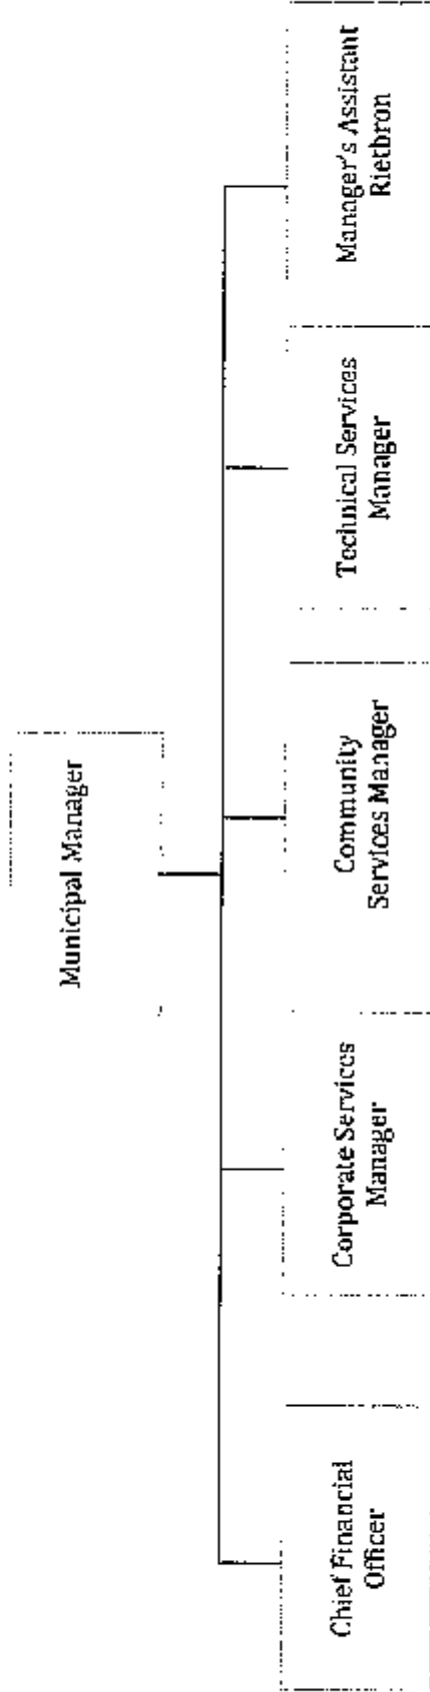 Municipal Manager
Chief Financial
Officer
Corporate Services
Manager
Community
Services Manager
Technical Services
Manager
Manager's Assistant
Rietbron